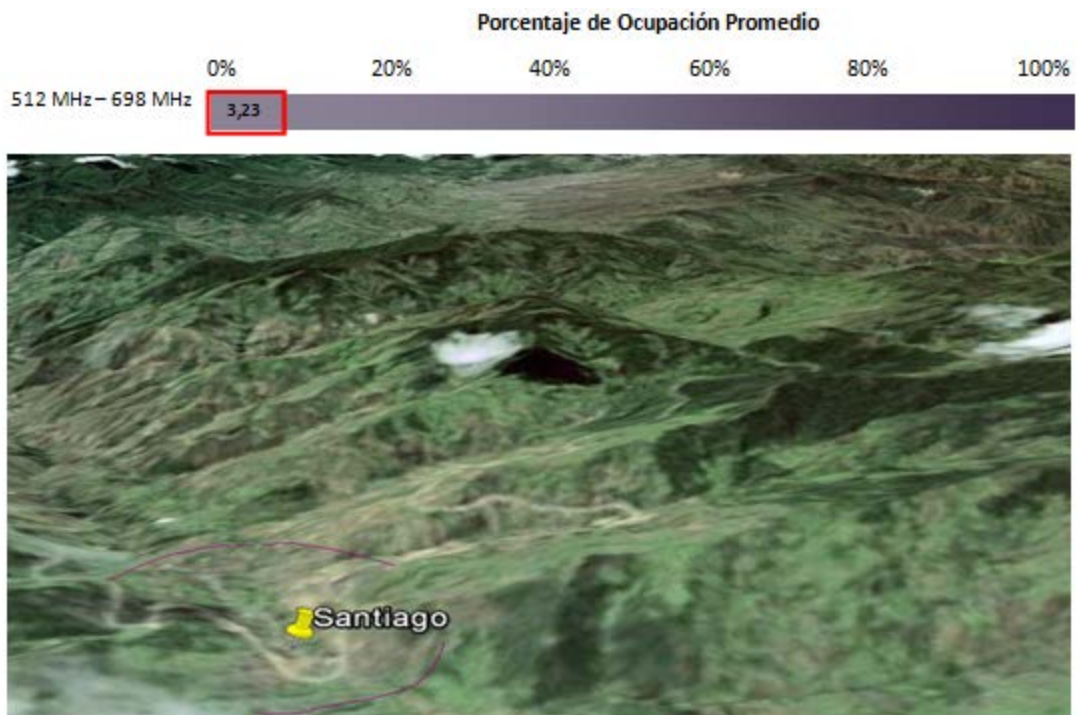 Porcentaje de Ocupación Promedio
0% 20% 40% 60% 80% 100%
512 MHz – 698 MHz 3,23
Santiago